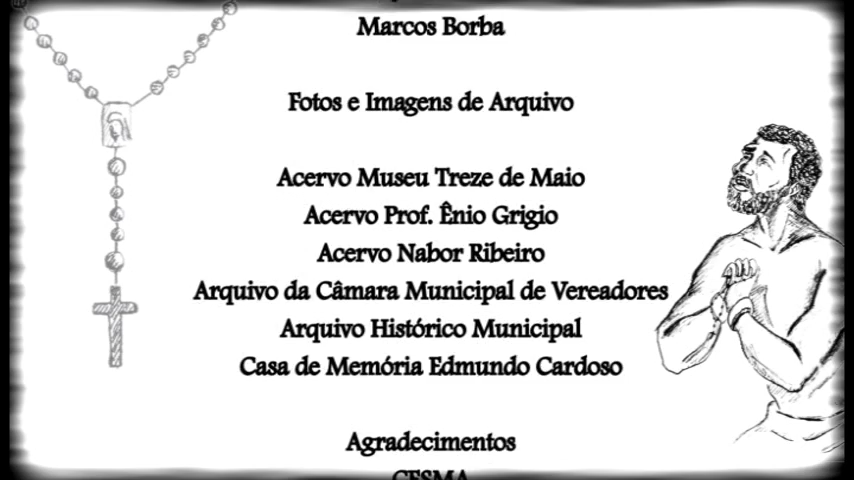 Marcos Borba
Fotos e Imagens de Arquivo
Acervo Museu Treze de Maio
Acervo Prof. Ênio Grigio
Acervo Nabor Ribeiro
Arquivo da Câmara Municipal de Vereadores
Arquivo Histórico Municipal
Casa de Memória Edmundo Cardoso
Agradecimentos
CESMA